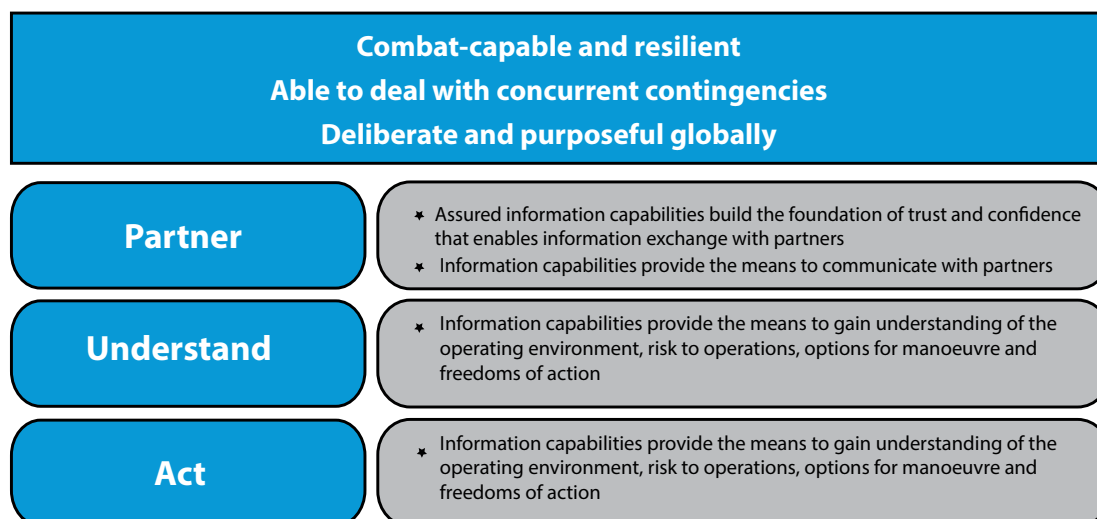 Combat-capable and resilient
Able to deal with concurrent contingencies
Deliberate and purposeful globally
Partner
★ Assured information capabilities build the foundation of trust and confidence
that enables information exchange with partners
★ Information capabilities provide the means to communicate with partners
Understand
★ Information capabilities provide the means to gain understanding of the
operating environment, risk to operations, options for manoeuvre and
freedoms of action
Act
★ Information capabilities provide the means to gain understanding of the
operating environment, risk to operations, options for manoeuvre and
freedoms of action